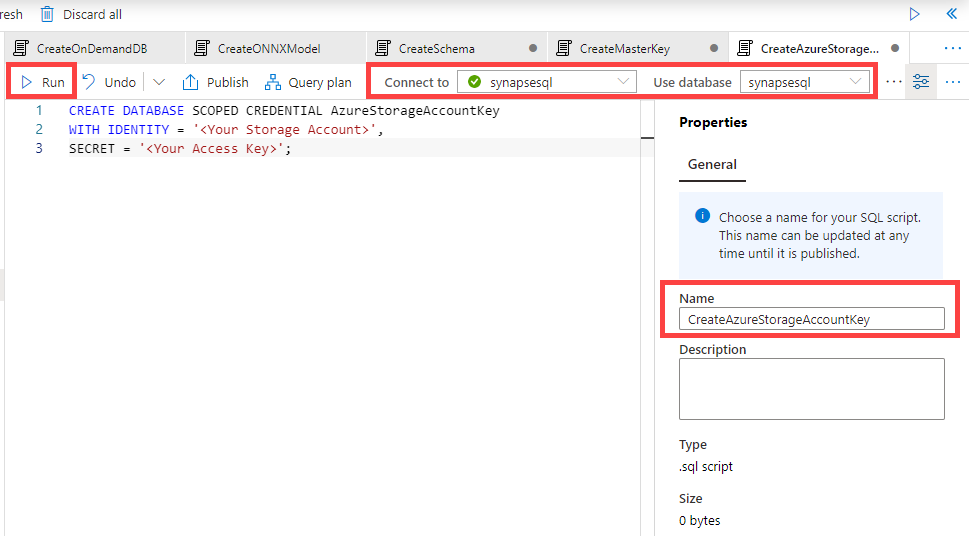 resh Discard all
CreateOnDemandDB CreateONNXModel CreateSchema CreateMasterKey CreateAzureStorage...
Run Undo Publish Query plan Connect to synapsesql Use database synapsesql
1 CREATE DATABASE SCOPED CREDENTIAL AzureStorageAccountKey
2 WITH IDENTITY = '<Your Storage Account>',
3 SECRET = '<Your Access Key>';
Properties
General
Choose a name for your SQL script.
This name can be updated at any
time until it is published.
Name
CreateAzureStorageAccountKey
Description
Type
.sql script
Size
0 bytes